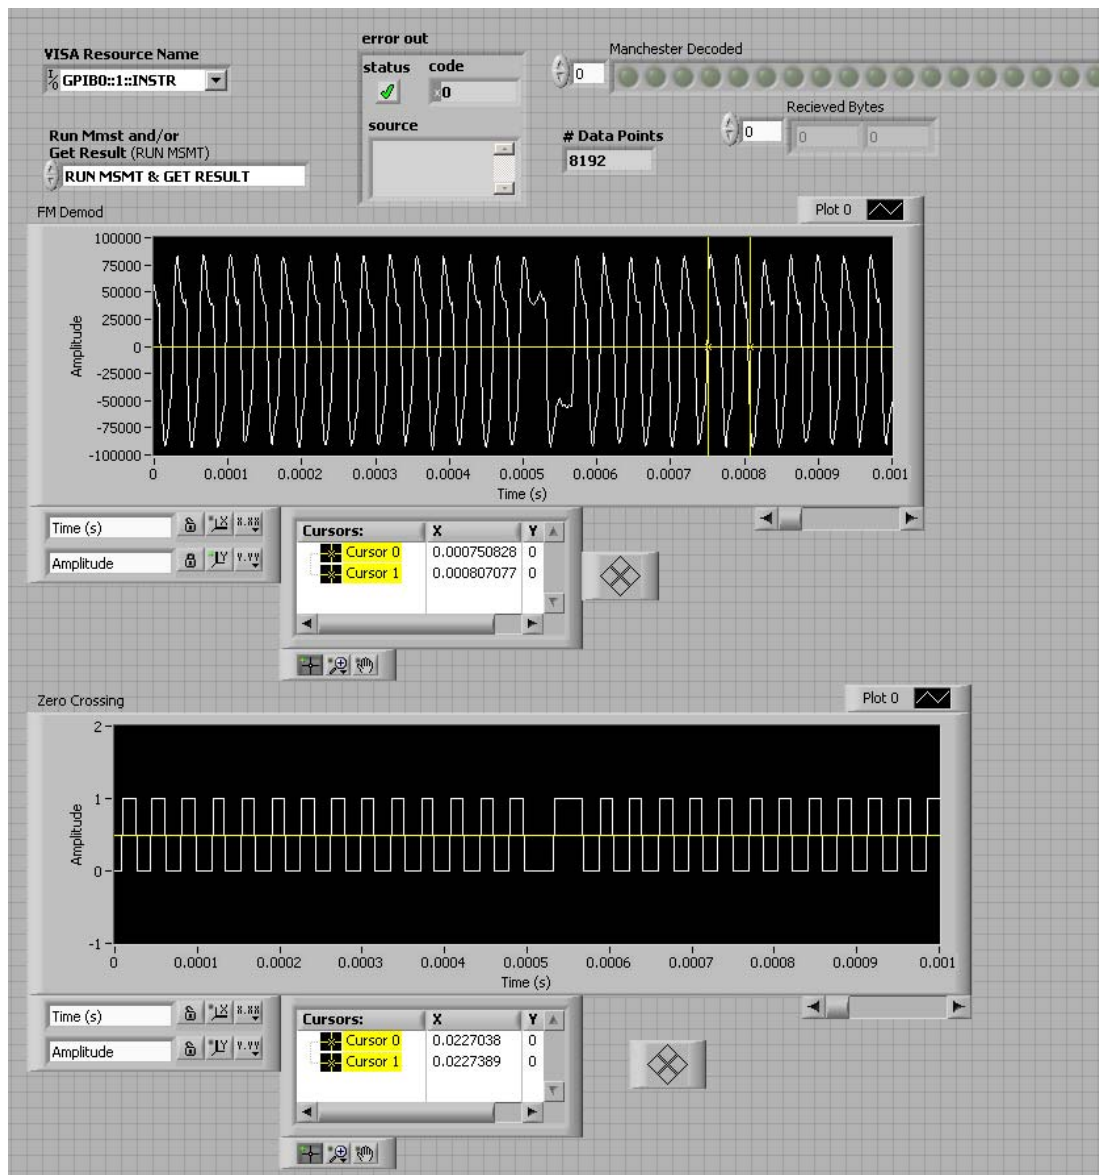 VISA Resource Name
I/O GPIB0::1::INSTR
error out
status code
x0
source
Manchester Decoded
0
Recieved Bytes
0
0 0
Run Mmst and/or
Get Result (RUN MSMT)
RUN MSMT & GET RESULT
# Data Points
8192
FM Demod
Plot 0
100000
75000
50000
25000
0
-25000
-50000
-75000
-100000
Amplitude
0 0.0001 0.0002 0.0003 0.0004 0.0005 0.0006 0.0007 0.0008 0.0009 0.001
Time (s)
Time (s)
X X.XX
Amplitude
Y Y.YY
Cursors: X Y
Cursor 0 0.000750828 0
Cursor 1 0.000807077 0
Zero Crossing
Plot 0
2
1
0
-1
Amplitude
0 0.0001 0.0002 0.0003 0.0004 0.0005 0.0006 0.0007 0.0008 0.0009 0.001
Time (s)
Time (s)
X X.XX
Amplitude
Y Y.YY
Cursors: X Y
Cursor 0 0.0227038 0
Cursor 1 0.0227389 0